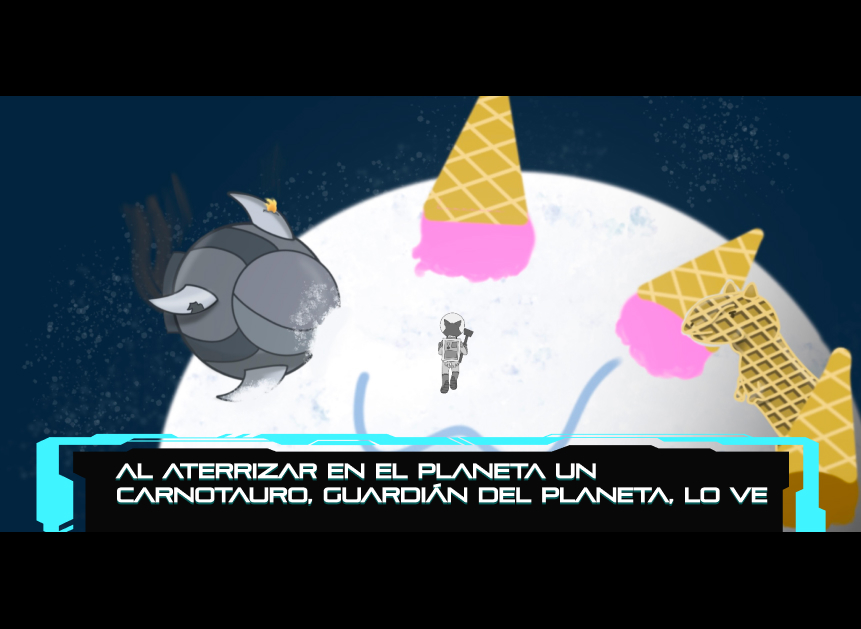 AL ATERRIZAR EN EL PLANETA UN
CARNOTAURO, GUARDIÁN DEL PLANETA, LO VE